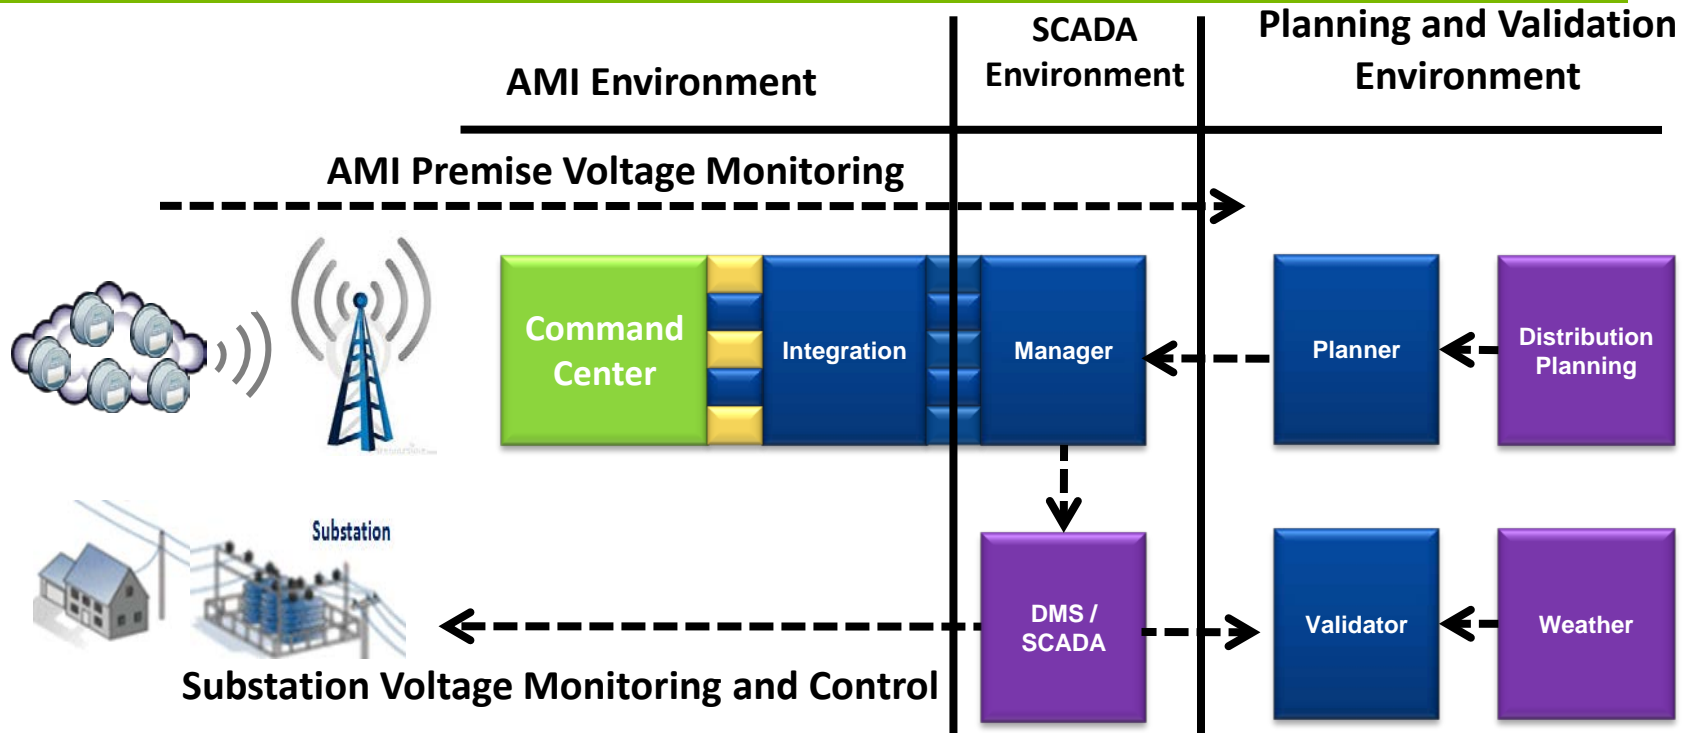 SCADA
Environment
Planning and Validation
Environment
AMI Environment
AMI Premise Voltage Monitoring
Command
Center
Integration
Manager
Planner
Distribution
Planning
Substation
DMS /
SCADA
Validator
Weather
Substation Voltage Monitoring and Control